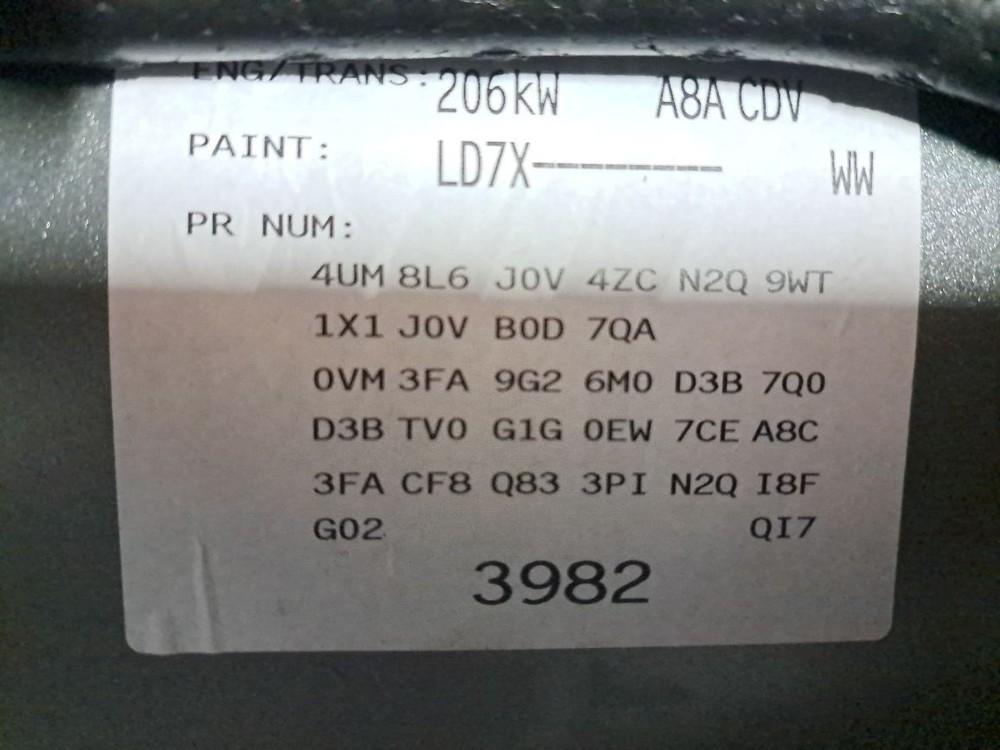 ENG/TRANS: 206kW A8A CDV
PAINT: LD7X---------- WW
PR NUM:
4UM 8L6 J0V 4ZC N2Q 9WT
1X1 J0V B0D 7QA
0VM 3FA 9G2 6M0 D3B 7Q0
D3B TV0 G1G 0EW 7CE A8C
3FA CF8 Q83 3PI N2Q I8F
G02 QI7
3982